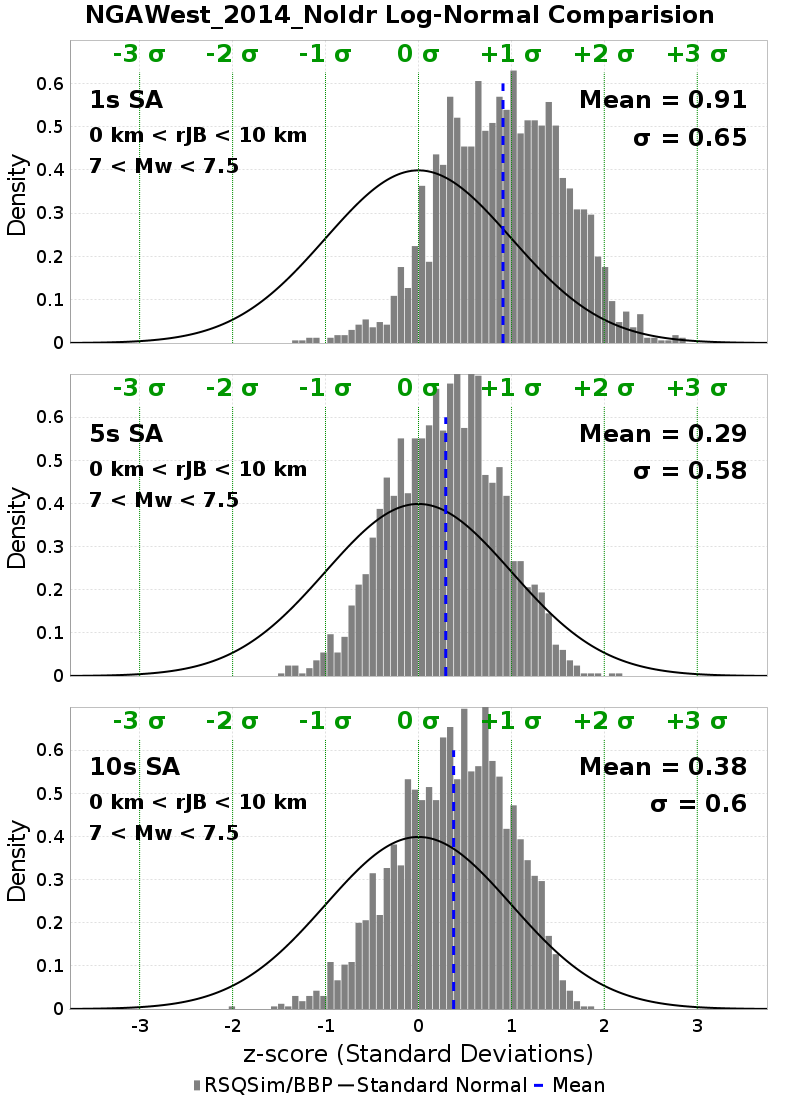 NGAWest_2014_NoIdr Log-Normal Comparision
-3 σ -2 σ -1 σ 0 σ +1 σ +2 σ +3 σ
1s SA
0 km < rJB < 10 km
7 < Mw < 7.5
Mean = 0.91
σ = 0.65
Density
0.6
0.5
0.4
0.3
0.2
0.1
0
-3 σ -2 σ -1 σ 0 σ +1 σ +2 σ +3 σ
5s SA
0 km < rJB < 10 km
7 < Mw < 7.5
Mean = 0.29
σ = 0.58
Density
0.6
0.5
0.4
0.3
0.2
0.1
0
-3 σ -2 σ -1 σ 0 σ +1 σ +2 σ +3 σ
10s SA
0 km < rJB < 10 km
7 < Mw < 7.5
Mean = 0.38
σ = 0.6
Density
0.6
0.5
0.4
0.3
0.2
0.1
0
-3 -2 -1 0 1 2 3
z-score (Standard Deviations)
RSQSim/BBP Standard Normal Mean